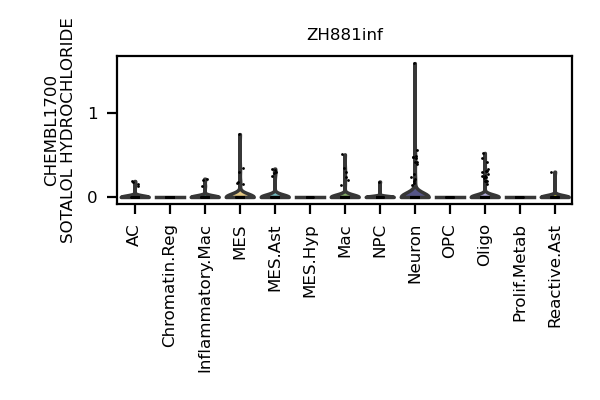 ZH881inf
CHEMBL1700
SOTALOL HYDROCHLORIDE
1
0
AC
Chromatin.Reg
Inflammatory.Mac
MES
MES.Ast
MES.Hyp
Mac
NPC
Neuron
OPC
Oligo
Prolif.Metab
Reactive.Ast